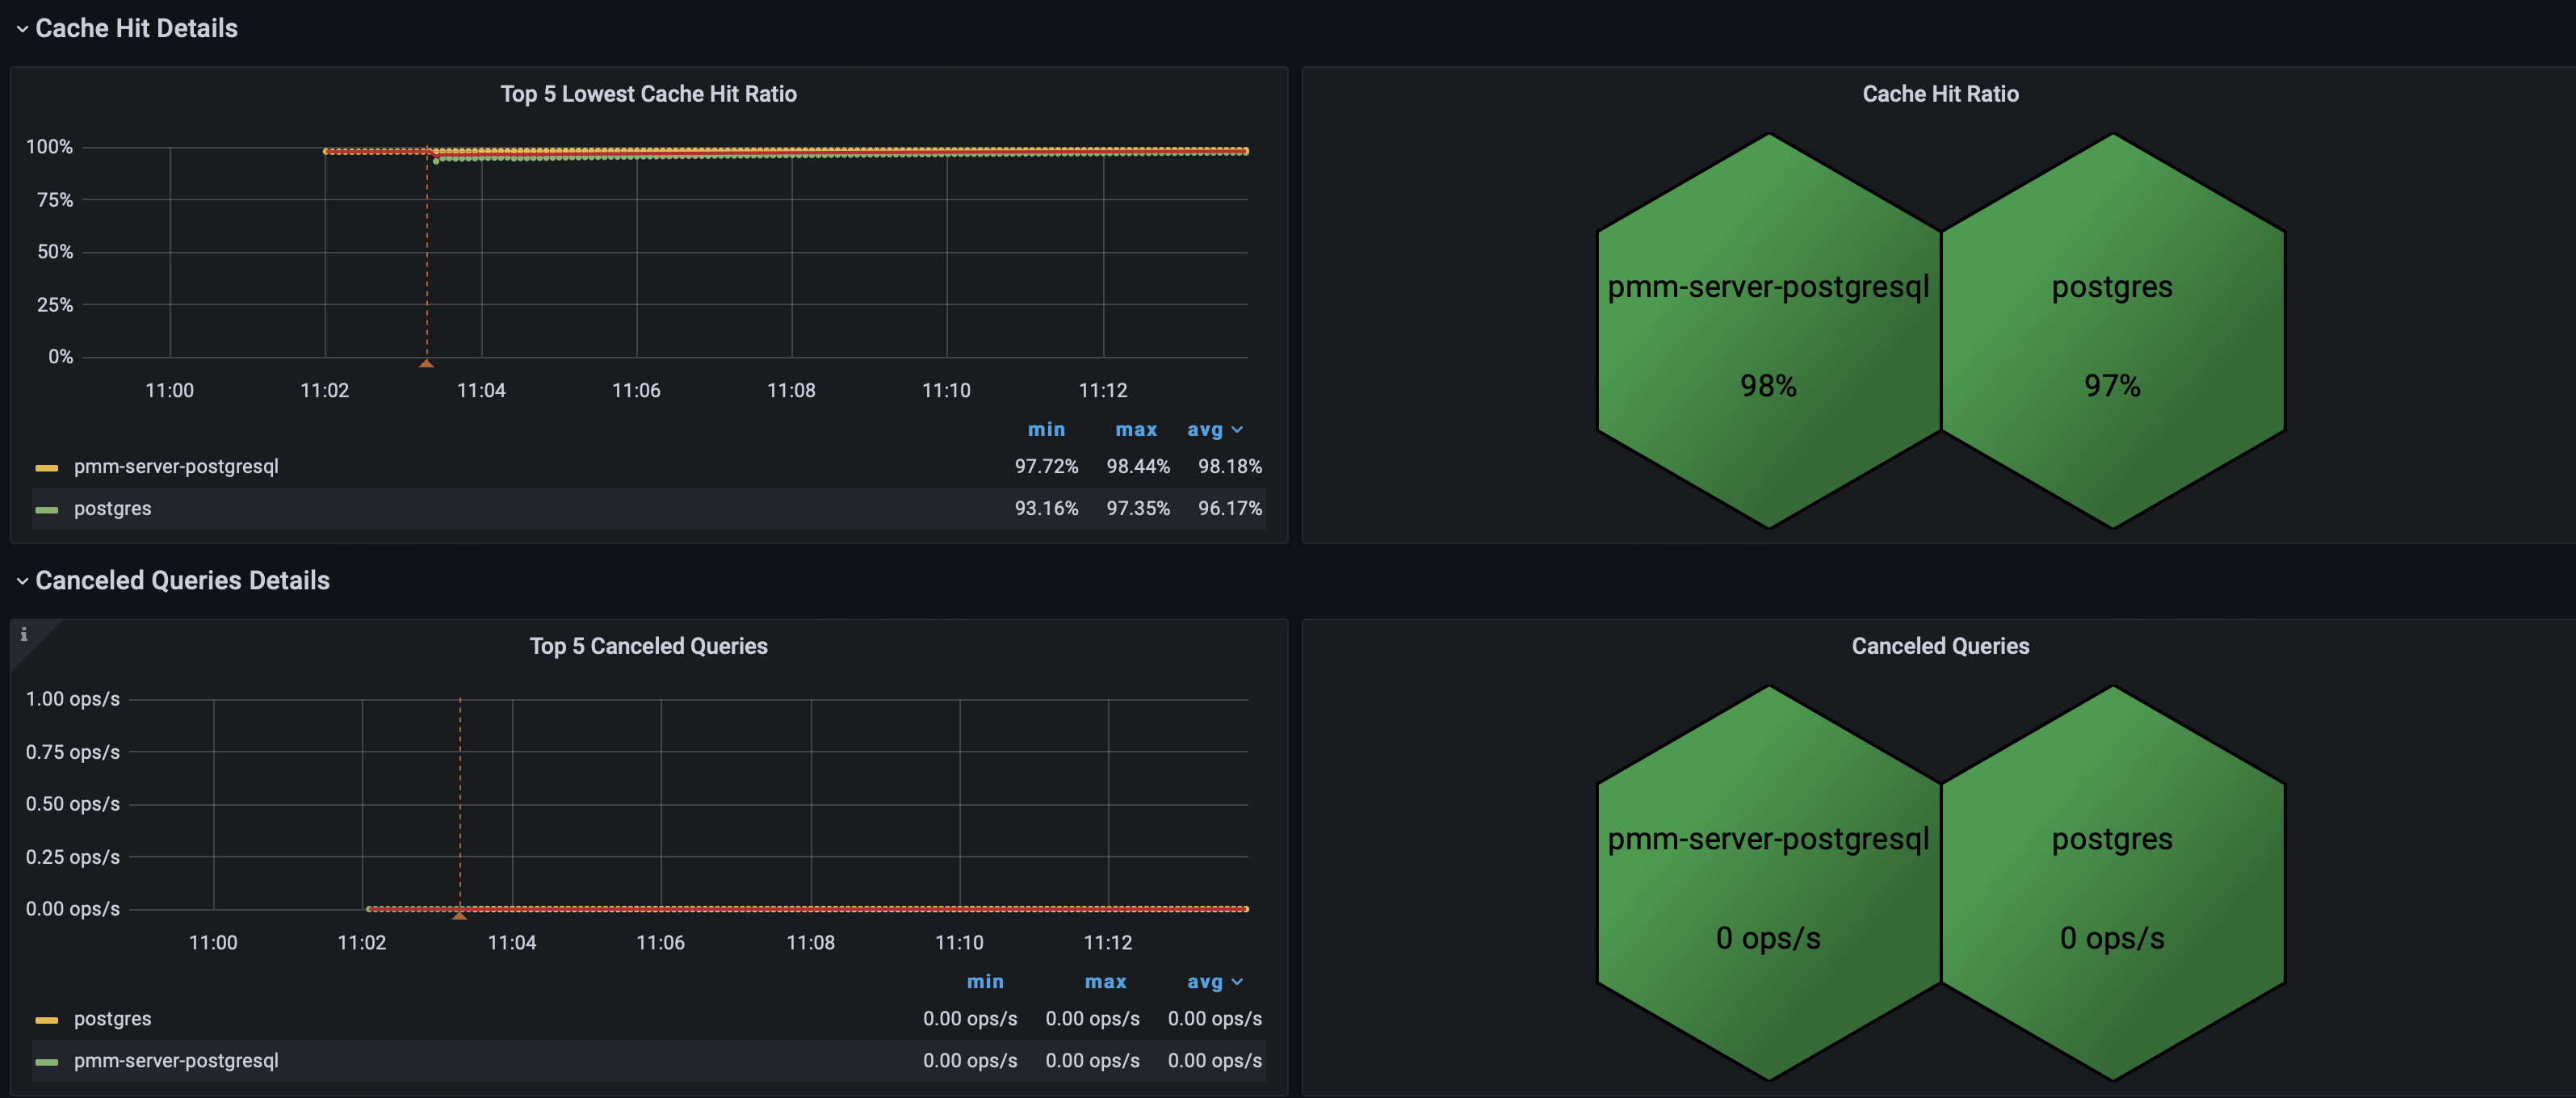 Cache Hit Details
Top 5 Lowest Cache Hit Ratio
100%
75%
50%
25%
0%
11:00 11:02 11:04 11:06 11:08 11:10 11:12
min max avg
pmm-server-postgresql 97.72% 98.44% 98.18%
postgres 93.16% 97.35% 96.17%
Cache Hit Ratio
pmm-server-postgresql
98%
postgres
97%
Canceled Queries Details
i
Top 5 Canceled Queries
1.00 ops/s
0.75 ops/s
0.50 ops/s
0.25 ops/s
0.00 ops/s
11:00 11:02 11:04 11:06 11:08 11:10 11:12
min max avg
postgres 0.00 ops/s 0.00 ops/s 0.00 ops/s
pmm-server-postgresql 0.00 ops/s 0.00 ops/s 0.00 ops/s
Canceled Queries
pmm-server-postgresql
0 ops/s
postgres
0 ops/s